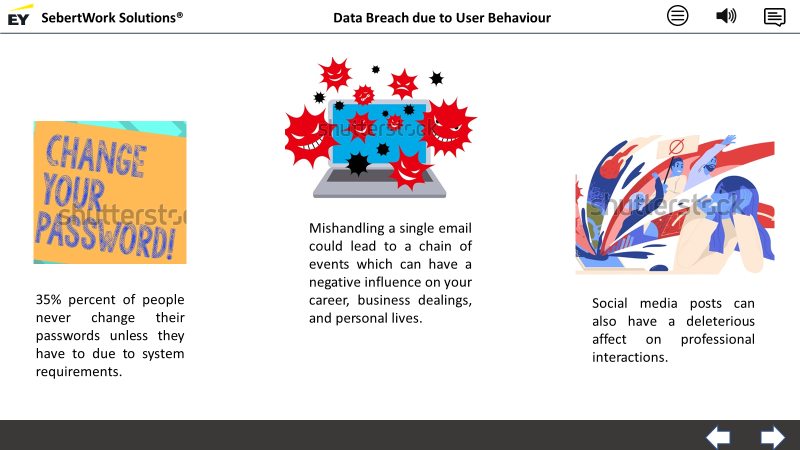 EY
SebertWork Solutions®
Data Breach due to User Behaviour
CHANGE
YOUR
PASSWORD!
shutterstock
shutterstock
shutterstock
35% percent of people
never change their
passwords unless they
have to due to system
requirements.
Mishandling a single email
could lead to a chain of
events which can have a
negative influence on your
career, business dealings,
and personal lives.
Social media posts can
also have a deleterious
affect on professional
interactions.